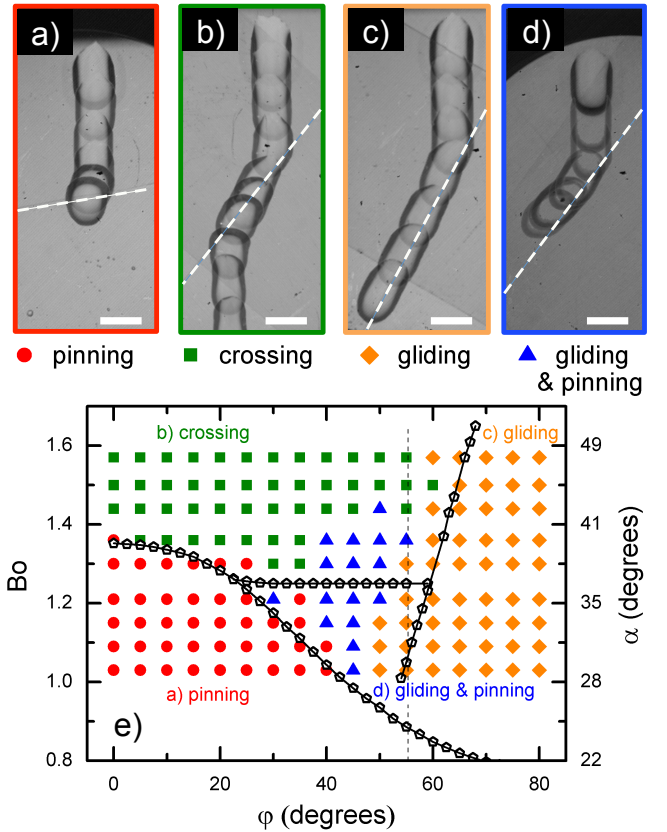 a) b) c) d)
pinning crossing gliding gliding
& pinning
b) crossing c) gliding
1.6 49
1.4 41
Bo α (degrees)
1.2 35
1.0 28
a) pinning d) gliding & pinning
e)
0.8 22
0 20 40 60 80
φ (degrees)